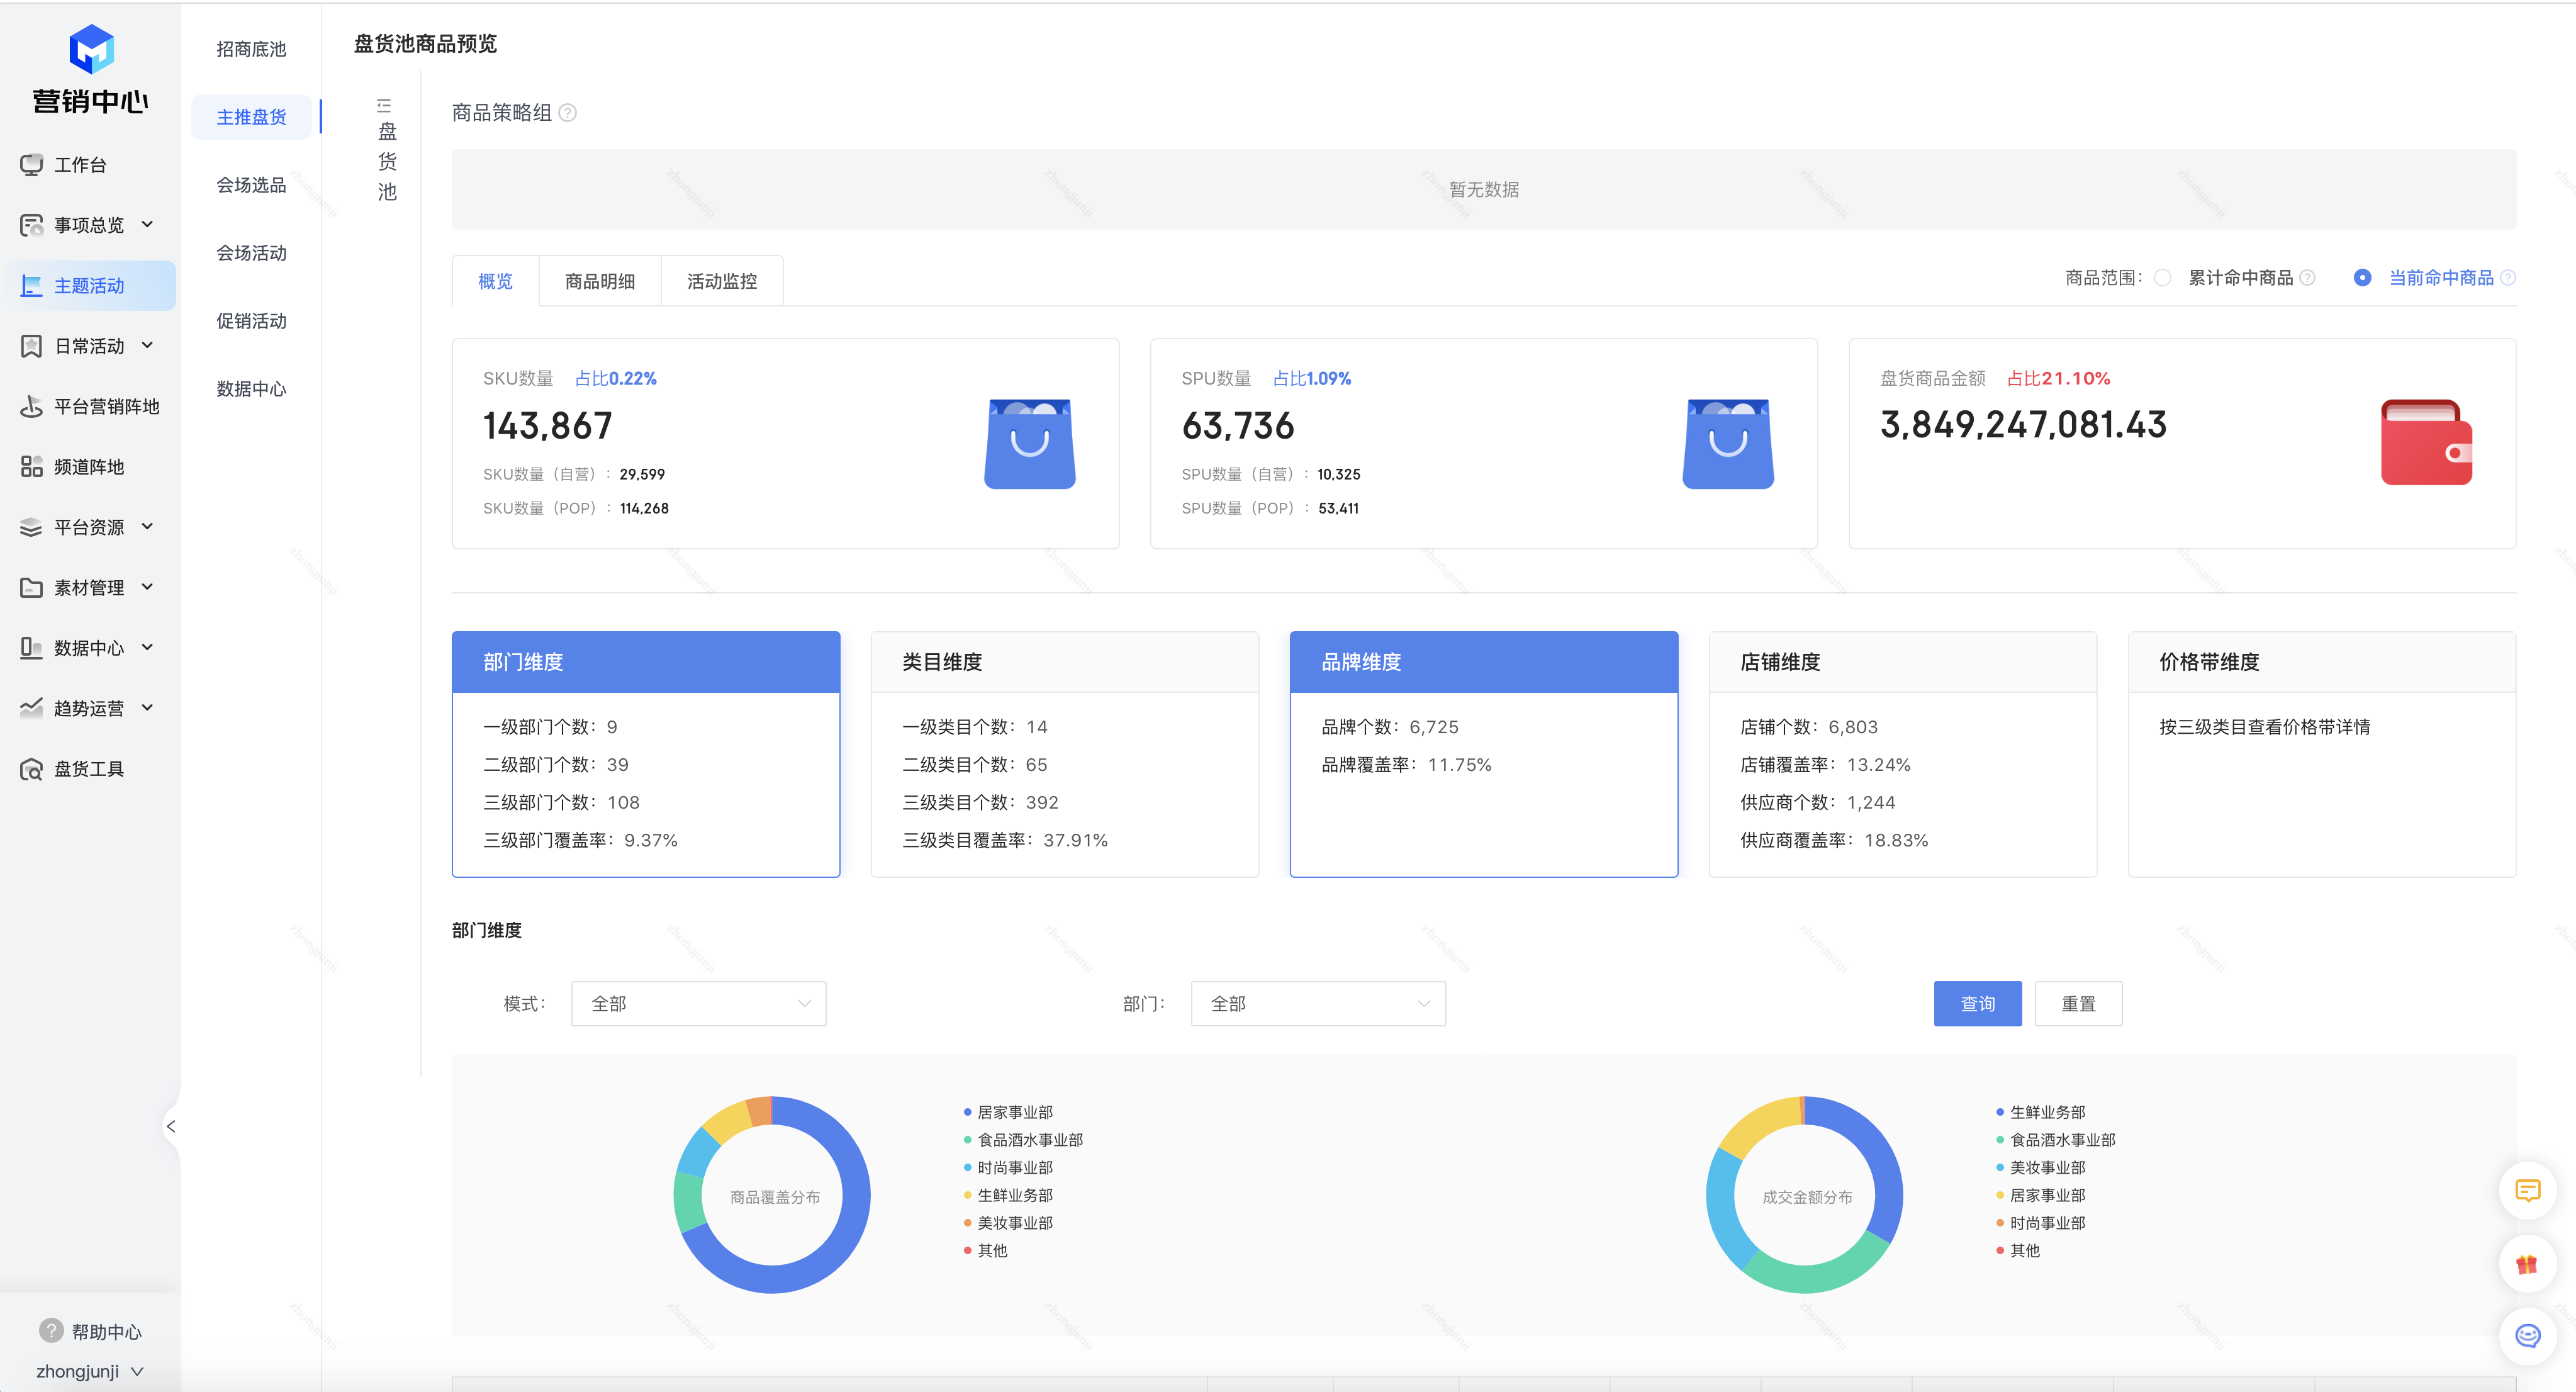 营销中心
工作台
事项总览
主题活动
日常活动
平台营销阵地
频道阵地
平台资源
素材管理
数据中心
趋势运营
盘货工具
帮助中心
zhongjunji
招商底池
主推盘货
会场选品
会场活动
促销活动
数据中心
盘货池商品预览
盘货池
商品策略组
暂无数据
概览 商品明细 活动监控
商品范围： 累计命中商品 当前命中商品
SKU数量 占比0.22%
143,867
SKU数量（自营）： 29,599
SKU数量（POP）： 114,268
SPU数量 占比1.09%
63,736
SPU数量（自营）： 10,325
SPU数量（POP）： 53,411
盘货商品金额 占比21.10%
3,849,247,081.43
部门维度
一级部门个数： 9
二级部门个数： 39
三级部门个数： 108
三级部门覆盖率： 9.37%
类目维度
一级类目个数： 14
二级类目个数： 65
三级类目个数： 392
三级类目覆盖率： 37.91%
品牌维度
品牌个数： 6,725
品牌覆盖率： 11.75%
店铺维度
店铺个数： 6,803
店铺覆盖率： 13.24%
供应商个数： 1,244
供应商覆盖率： 18.83%
价格带维度
按三级类目查看价格带详情
部门维度
模式： 全部 部门： 全部 查询 重置
商品覆盖分布
居家事业部
食品酒水事业部
时尚事业部
生鲜业务部
美妆事业部
其他
成交金额分布
生鲜业务部
食品酒水事业部
美妆事业部
居家事业部
时尚事业部
其他